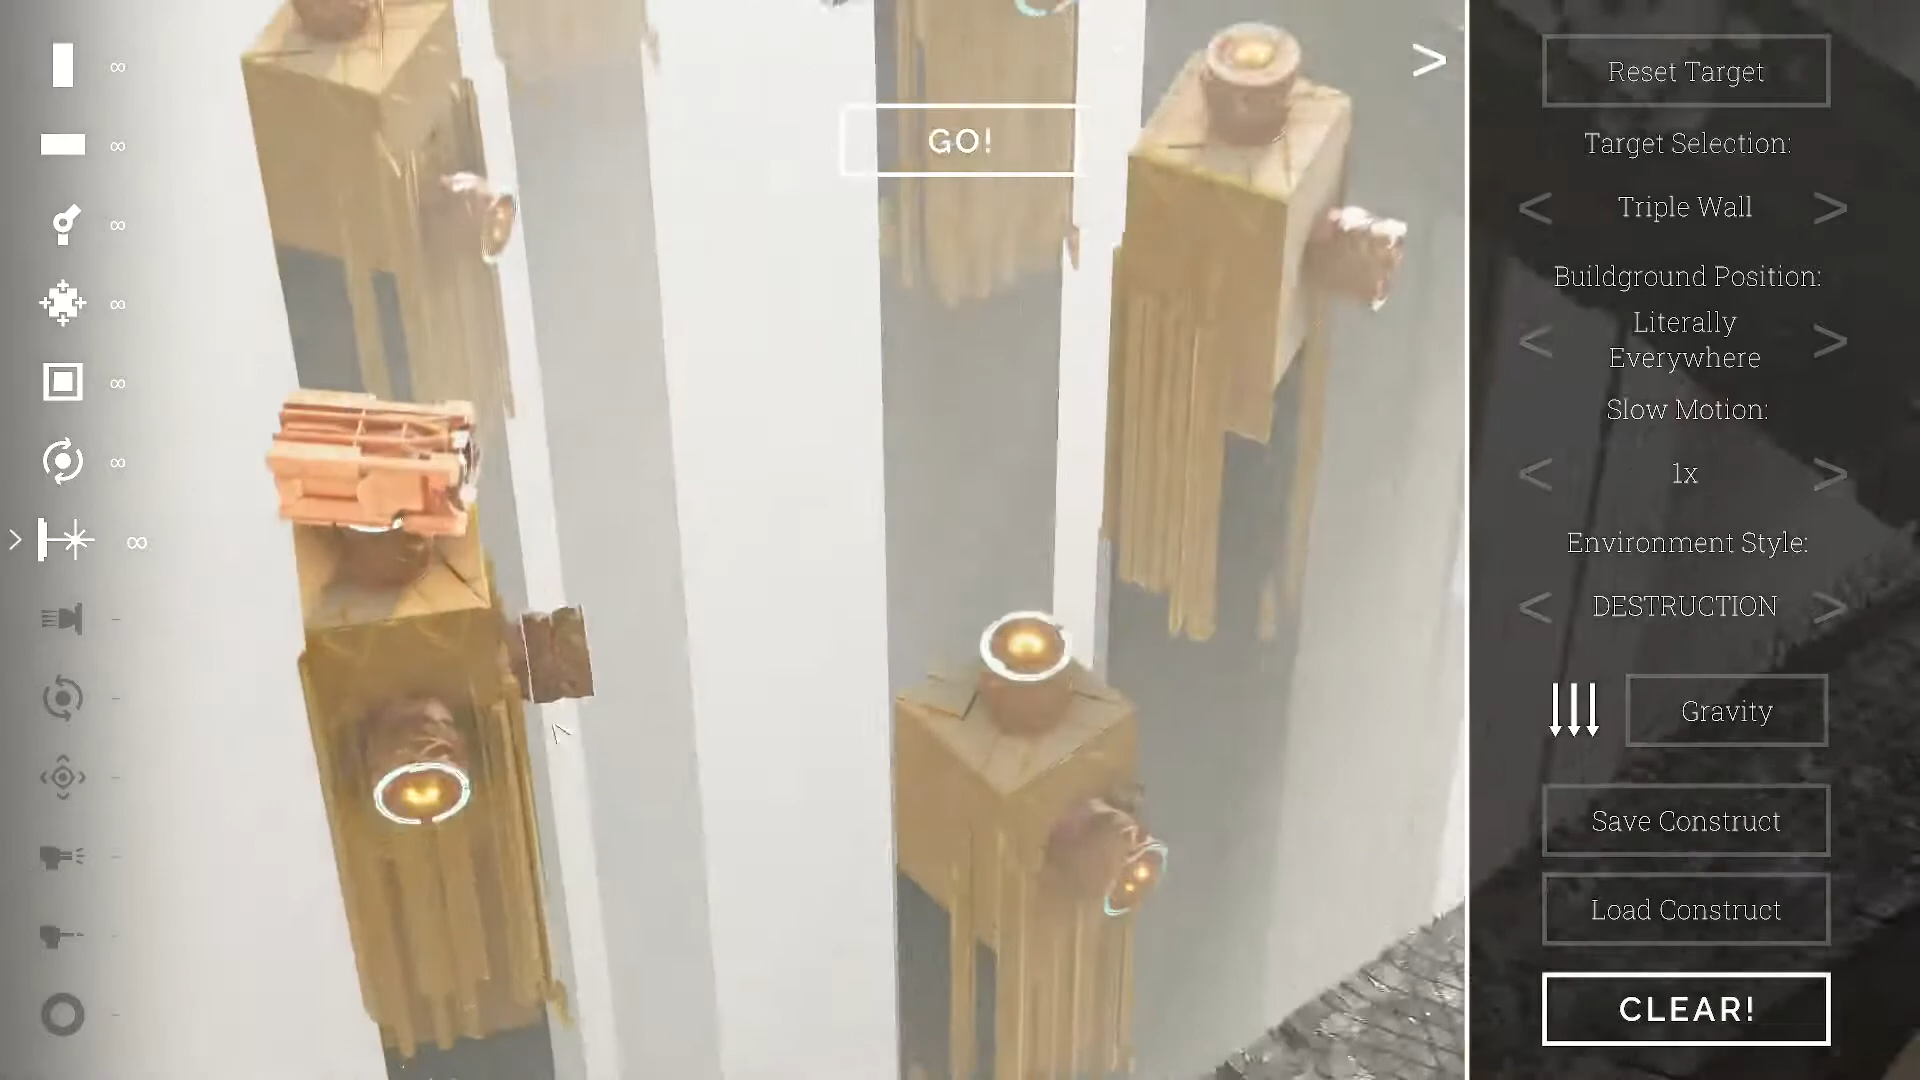 GO!
>
Reset Target
Target Selection:
< Triple Wall >
Buildground Position:
< Literally Everywhere >
Slow Motion:
< 1x >
Environment Style:
< DESTRUCTION >
Gravity
Save Construct
Load Construct
CLEAR!
∞
∞
∞
∞
∞
∞
> ∞
-
-
-
-
-
-